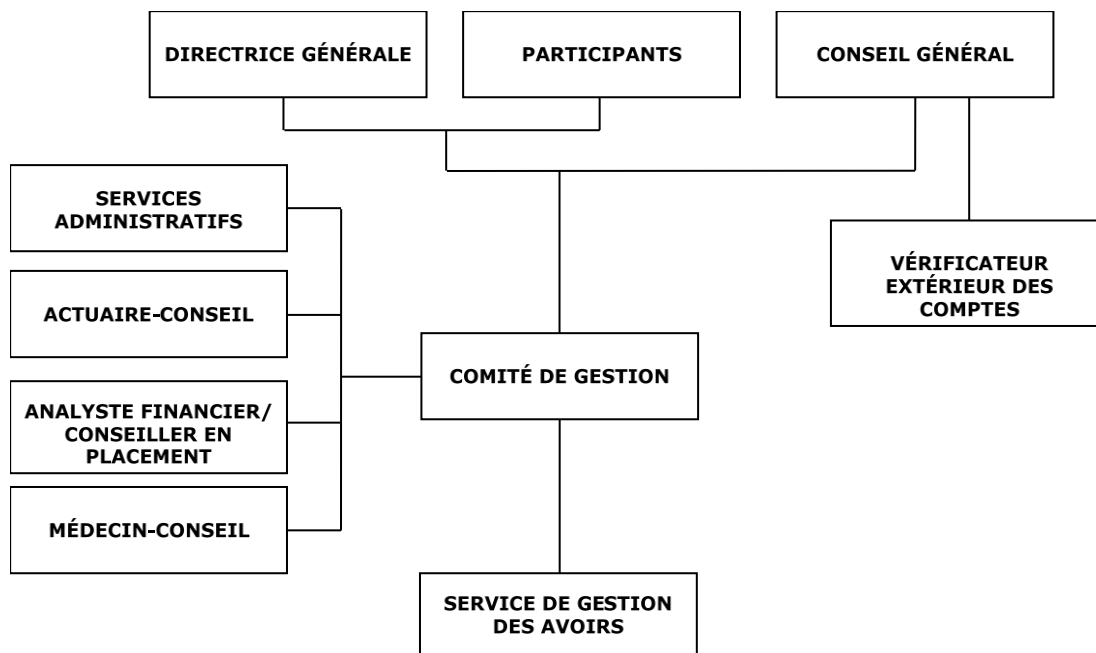 DIRECTRICE GÉNÉRALE
PARTICIPANTS
CONSEIL GÉNÉRAL
SERVICES
ADMINISTRATIFS
VÉRIFICATEUR
EXTÉRIEUR DES
COMPTES
ACTUAIRE-CONSEIL
COMITÉ DE GESTION
ANALYSTE FINANCIER/
CONSEILLER EN
PLACEMENT
MÉDECIN-CONSEIL
SERVICE DE GESTION
DES AVOIRS